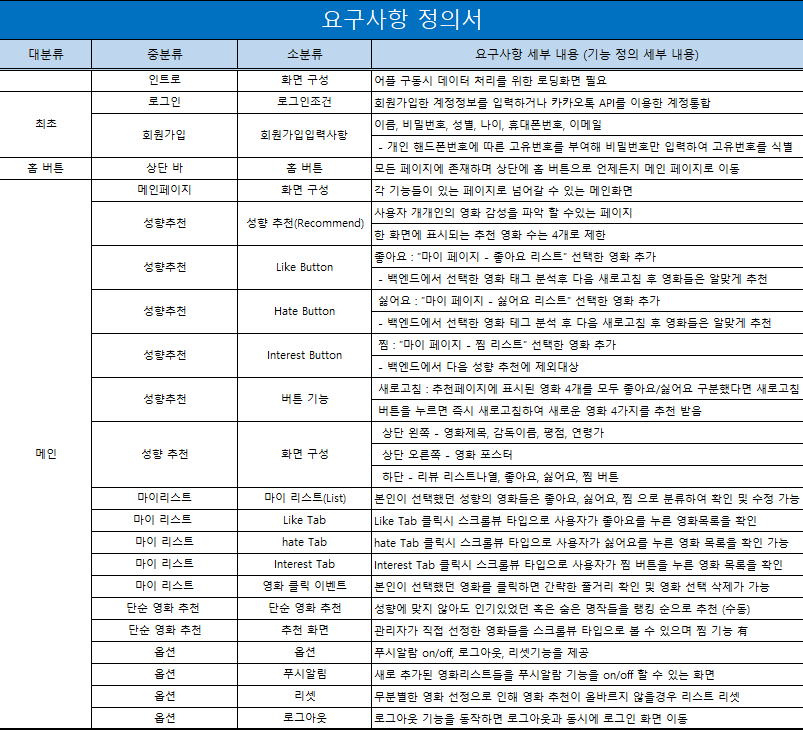 요구사항 정의서
대분류 중분류 소분류 요구사항 세부 내용 (기능 정의 세부 내용)
인트로 화면 구성 어플 구동시 데이터 처리를 위한 로딩화면 필요
최초
로그인 로그인조건 회원가입한 계정정보를 입력하거나 카카오톡 API를 이용한 계정통합
회원가입 회원가입입력사항
이름, 비밀번호, 성별, 나이, 휴대폰번호, 이메일
- 개인 핸드폰번호에 따른 고유번호를 부여해 비밀번호만 입력하여 고유번호를 식별
홈 버튼 상단 바 홈 버튼 모든 페이지에 존재하며 상단에 홈 버튼으로 언제든지 메인 페이지로 이동
메인
메인페이지 화면 구성 각 기능들이 있는 페이지로 넘어갈 수 있는 메인화면
성향추천 성향 추천(Recommend)
사용자 개개인의 영화 감성을 파악 할 수있는 페이지
한 화면에 표시되는 추천 영화 수는 4개로 제한
성향추천 Like Button
좋아요 : "마이 페이지 - 좋아요 리스트" 선택한 영화 추가
- 백엔드에서 선택한 영화 태그 분석후 다음 새로고침 후 영화들은 알맞게 추천
성향추천 Hate Button
싫어요 : "마이 페이지 - 싫어요 리스트" 선택한 영화 추가
- 백엔드에서 선택한 영화 테그 분석 후 다음 새로고침 후 영화들은 알맞게 추천
성향추천 Interest Button
찜 : "마이 페이지 - 찜 리스트" 선택한 영화 추가
- 백엔드에서 다음 성향 추천에 제외대상
성향추천 버튼 기능
새로고침 : 추천페이지에 표시된 영화 4개를 모두 좋아요/싫어요 구분했다면 새로고침
버튼을 누르면 즉시 새로고침하여 새로운 영화 4가지를 추천 받음
성향 추천 화면 구성
상단 왼쪽 - 영화제목, 감독이름, 평점, 연령가
상단 오른쪽 - 영화 포스터
하단 - 리뷰 리스트나열, 좋아요, 싫어요, 찜 버튼
마이리스트 마이 리스트(List) 본인이 선택했던 성향의 영화들은 좋아요, 싫어요, 찜 으로 분류하여 확인 및 수정 가능
마이 리스트 Like Tab Like Tab 클릭시 스크롤뷰 타입으로 사용자가 좋아요를 누른 영화목록을 확인
마이 리스트 hate Tab hate Tab 클릭시 스크롤뷰 타입으로 사용자가 싫어요를 누른 영화 목록을 확인 가능
마이 리스트 Interest Tab Interest Tab 클릭시 스크롤뷰 타입으로 사용자가 찜 버튼을 누른 영화 목록을 확인
마이 리스트 영화 클릭 이벤트 본인이 선택했던 영화를 클릭하면 간략한 줄거리 확인 및 영화 선택 삭제가 가능
단순 영화 추천 단순 영화 추천 성향에 맞지 않아도 인기있었던 혹은 숨은 명작들을 랭킹 순으로 추천 (수동)
단순 영화 추천 추천 화면 관리자가 직접 선정한 영화들을 스크롤뷰 타입으로 볼 수 있으며 찜 기능 有
옵션 옵션 푸시알람 on/off, 로그아웃, 리셋기능을 제공
옵션 푸시알림 새로 추가된 영화리스트들을 푸시알람 기능을 on/off 할 수 있는 화면
옵션 리셋 무분별한 영화 선정으로 인해 영화 추천이 올바르지 않을경우 리스트 리셋
옵션 로그아웃 로그아웃 기능을 동작하면 로그아웃과 동시에 로그인 화면 이동